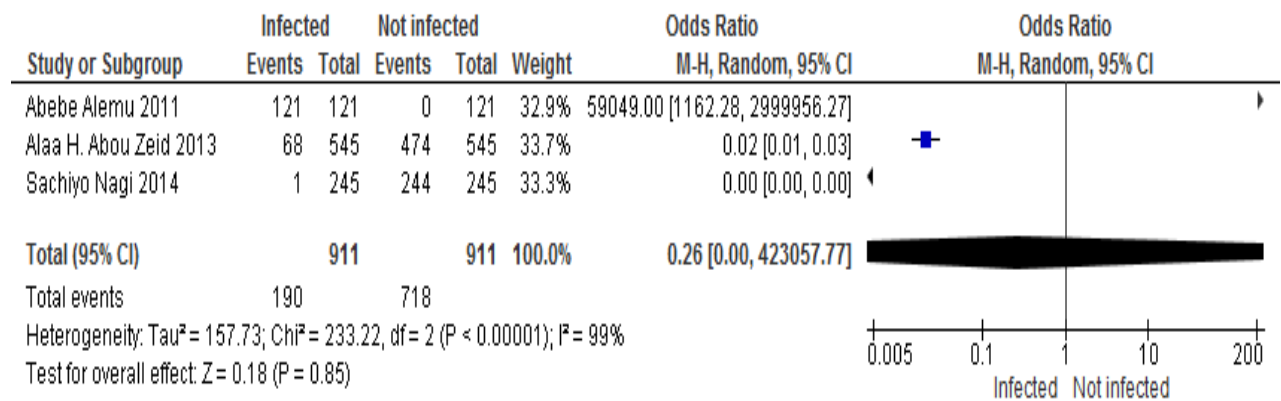 Infected Not infected Odds Ratio Odds Ratio
Study or Subgroup Events Total Events Total Weight M-H, Random, 95% CI M-H, Random, 95% CI
Abebe Alemu 2011 121 121 0 121 32.9% 59049.00 [1162.28, 2999956.27]
Alaa H. Abou Zeid 2013 68 545 474 545 33.7% 0.02 [0.01, 0.03]
Sachiyo Nagi 2014 1 245 244 245 33.3% 0.00 [0.00, 0.00]
Total (95% CI) 911 911 100.0% 0.26 [0.00, 423057.77]
Total events 190 718
Heterogeneity: Tau² = 157.73; Chi² = 233.22, df = 2 (P < 0.00001); I² = 99%
Test for overall effect: Z = 0.18 (P = 0.85)
0.005 0.1 1 10 200
Infected Not infected